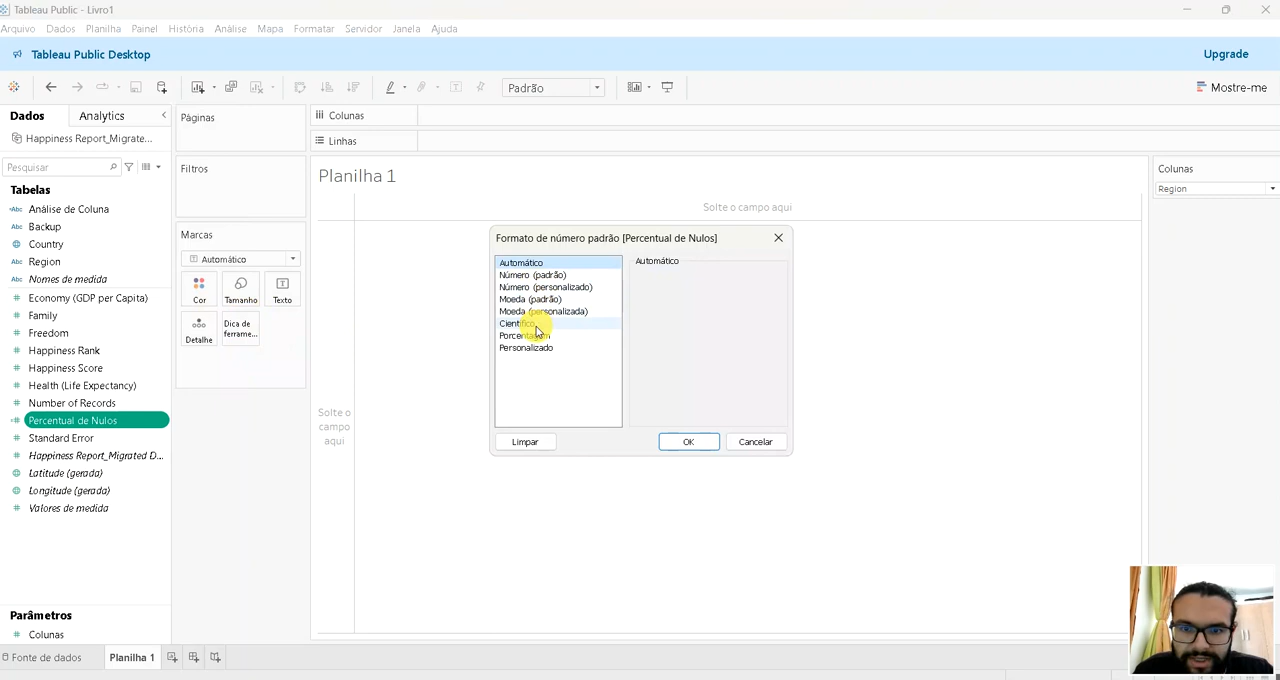 Tableau Public - Livro1
Arquivo Dados Planilha Painel História Análise Mapa Formatar Servidor Janela Ajuda
Tableau Public Desktop
Upgrade
Padrão
Mostre-me
Dados
Analytics
Happiness Report_Migrate...
Pesquisar
Tabelas
Abc Análise de Coluna
Abc Backup
Country
Abc Region
Abc Nomes de medida
# Economy (GDP per Capita)
# Family
# Freedom
# Happiness Rank
# Happiness Score
# Health (Life Expectancy)
# Number of Records
# Percentual de Nulos
# Standard Error
# Happiness Report_Migrated D...
Latitude (gerada)
Longitude (gerada)
# Valores de medida
Parâmetros
# Colunas
Páginas
Filtros
Marcas
Automático
Cor
Tamanho
Texto
Detalhe
Dica de
ferrame...
Colunas
Linhas
Planilha 1
Solte o campo aqui
Solte o
campo
aqui
Formato de número padrão [Percentual de Nulos]
Automático
Número (padrão)
Número (personalizado)
Moeda (padrão)
Moeda (personalizada)
Científico
Porcentagem
Personalizado
Automático
Limpar
OK
Cancelar
Colunas
Region
Fonte de dados
Planilha 1